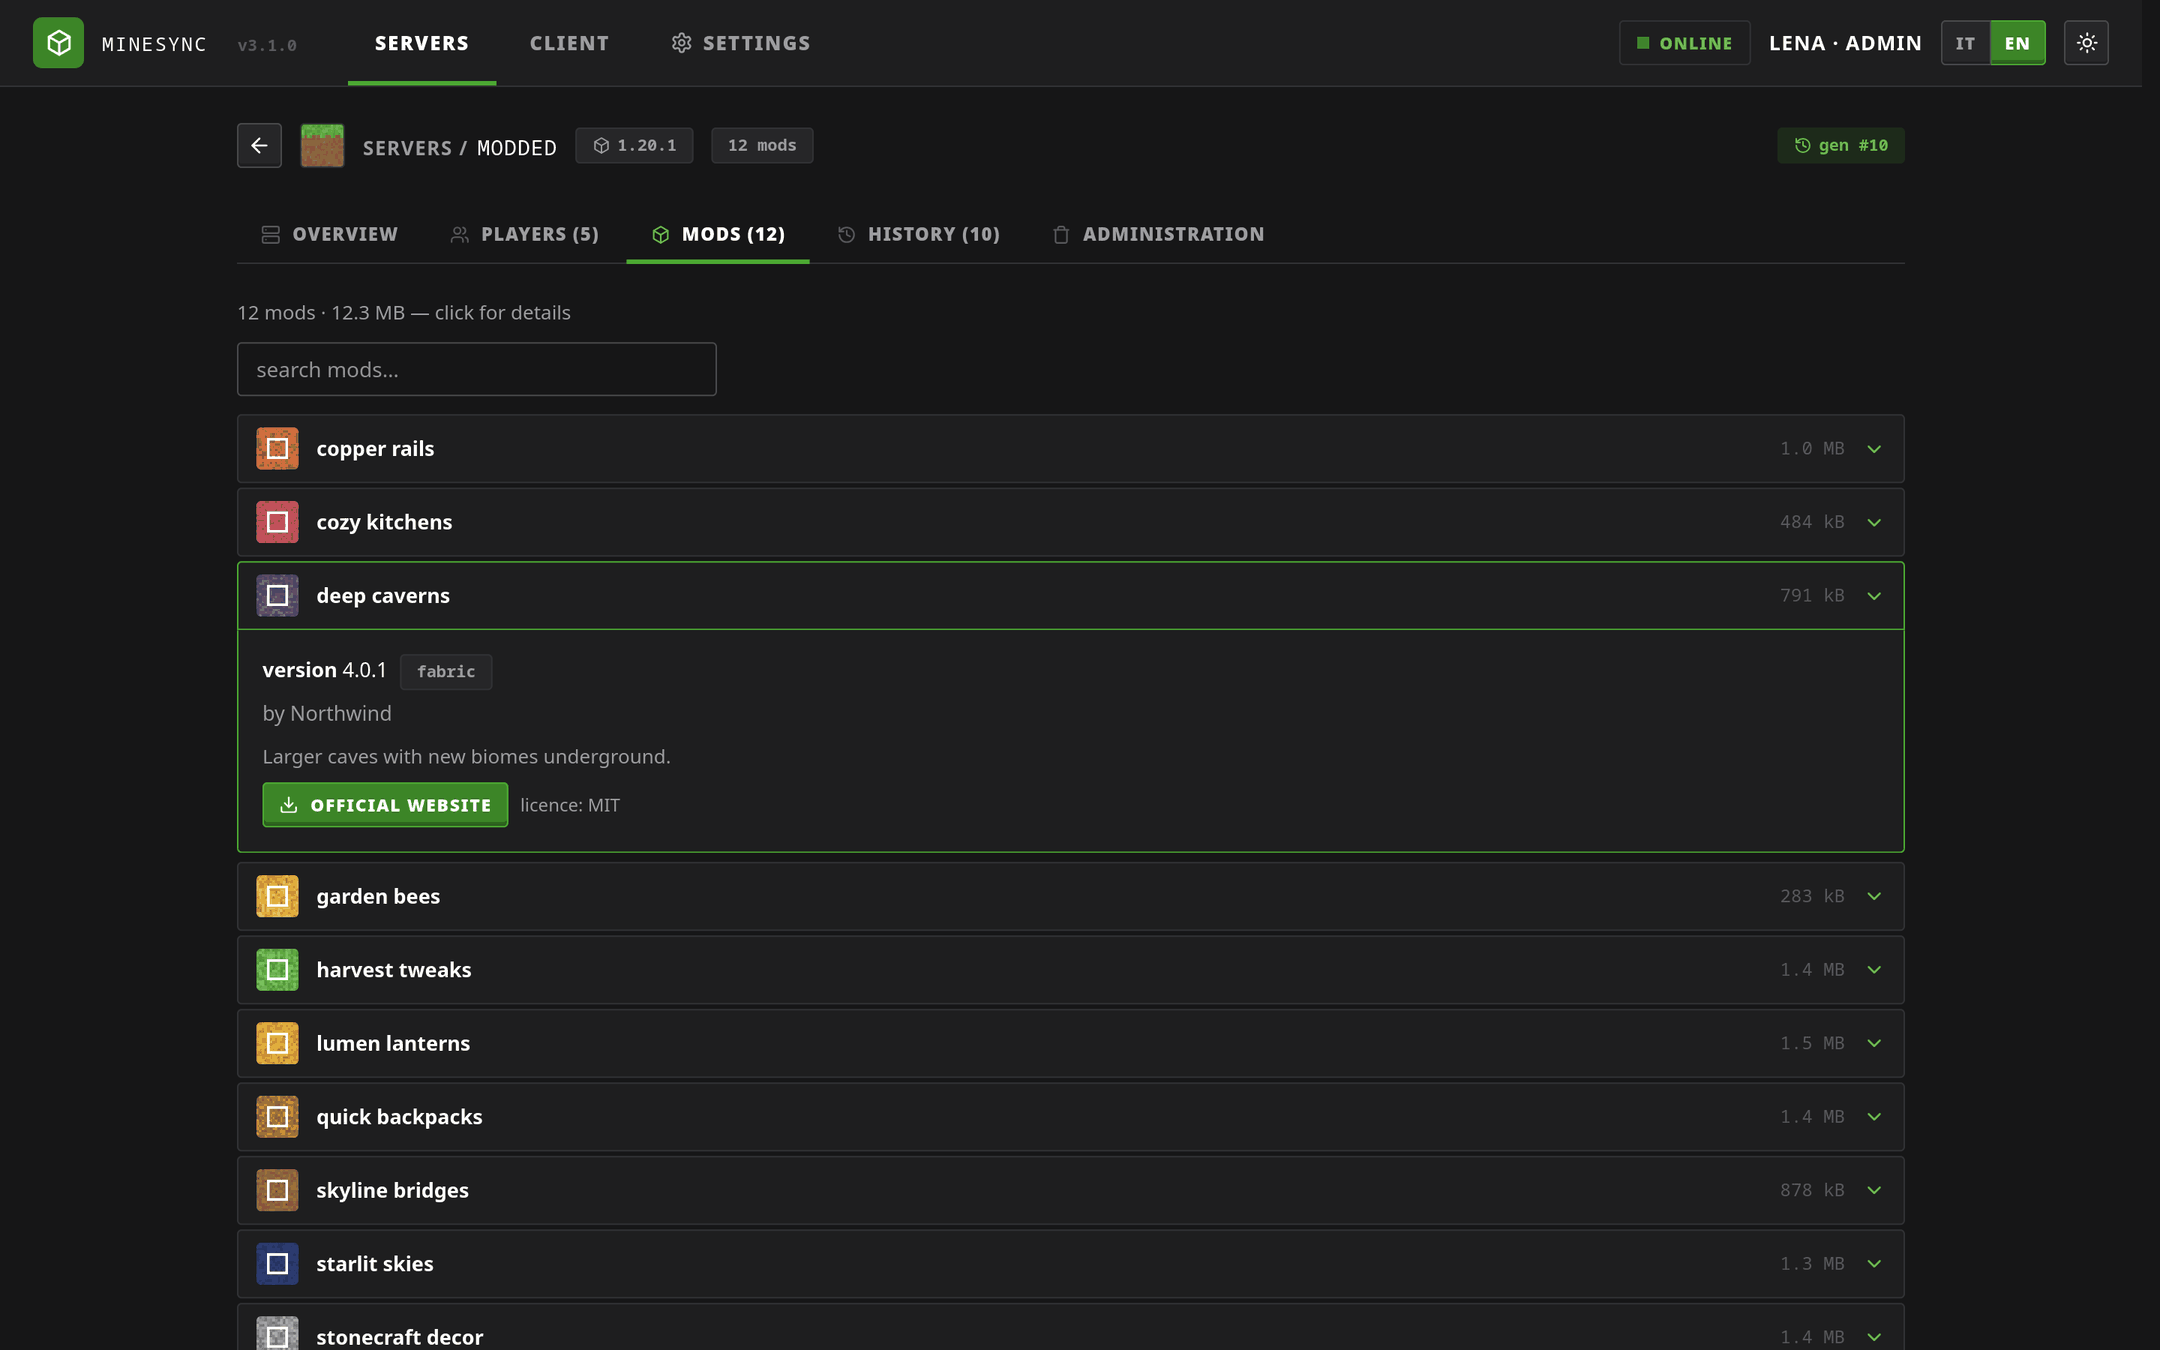 MINESYNC v3.1.0 SERVERS CLIENT SETTINGS ONLINE LENA · ADMIN IT EN
SERVERS / MODDED 1.20.1 12 mods gen #10
OVERVIEW PLAYERS (5) MODS (12) HISTORY (10) ADMINISTRATION
12 mods · 12.3 MB — click for details
search mods...
copper rails 1.0 MB
cozy kitchens 484 kB
deep caverns 791 kB
version 4.0.1 fabric
by Northwind
Larger caves with new biomes underground.
OFFICIAL WEBSITE licence: MIT
garden bees 283 kB
harvest tweaks 1.4 MB
lumen lanterns 1.5 MB
quick backpacks 1.4 MB
skyline bridges 878 kB
starlit skies 1.3 MB
stonecraft decor 1.4 MB